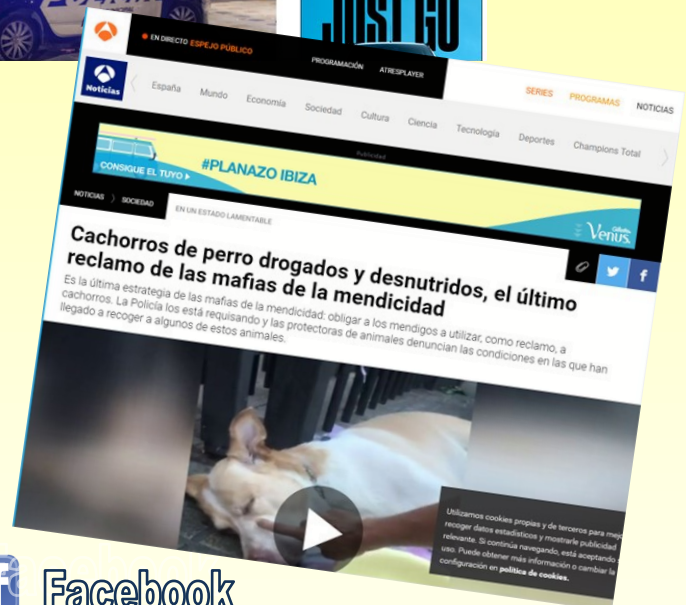 JUST GO
EN DIRECTO ESPEJO PÚBLICO
PROGRAMACIÓN ATRESPLAYER
SERIES PROGRAMAS NOTICIAS
Noticias
España Mundo Economía Sociedad Cultura Ciencia Tecnología Deportes Champions Total
Publicidad
CONSIGUE EL TUYO
#PLANAZO IBIZA
Gillette
Venus
NOTICIAS SOCIEDAD EN UN ESTADO LAMENTABLE
Cachorros de perro drogados y desnutridos, el último
reclamo de las mafias de la mendicidad
Es la última estrategia de las mafias de la mendicidad: obligar a los mendigos a utilizar, como reclamo, a
cachorros. La Policía los está requisando y las protectoras de animales denuncian las condiciones en las que han
llegado a recoger a algunos de estos animales.
Utilizamos cookies propias y de terceros para mejo
recoger datos estadísticos y mostrarle publicidad
relevante. Si continúa navegando, está aceptando
uso. Puede obtener más información o cambiar la
configuración en política de cookies.
Facebook